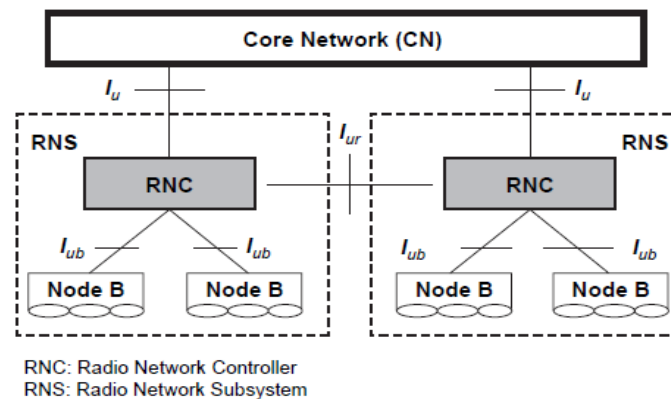 Core Network (CN)
Iu
Iu
RNS
Iur
RNS
RNC
RNC
Iub
Iub
Iub
Iub
Node B
Node B
Node B
Node B
RNC: Radio Network Controller
RNS: Radio Network Subsystem